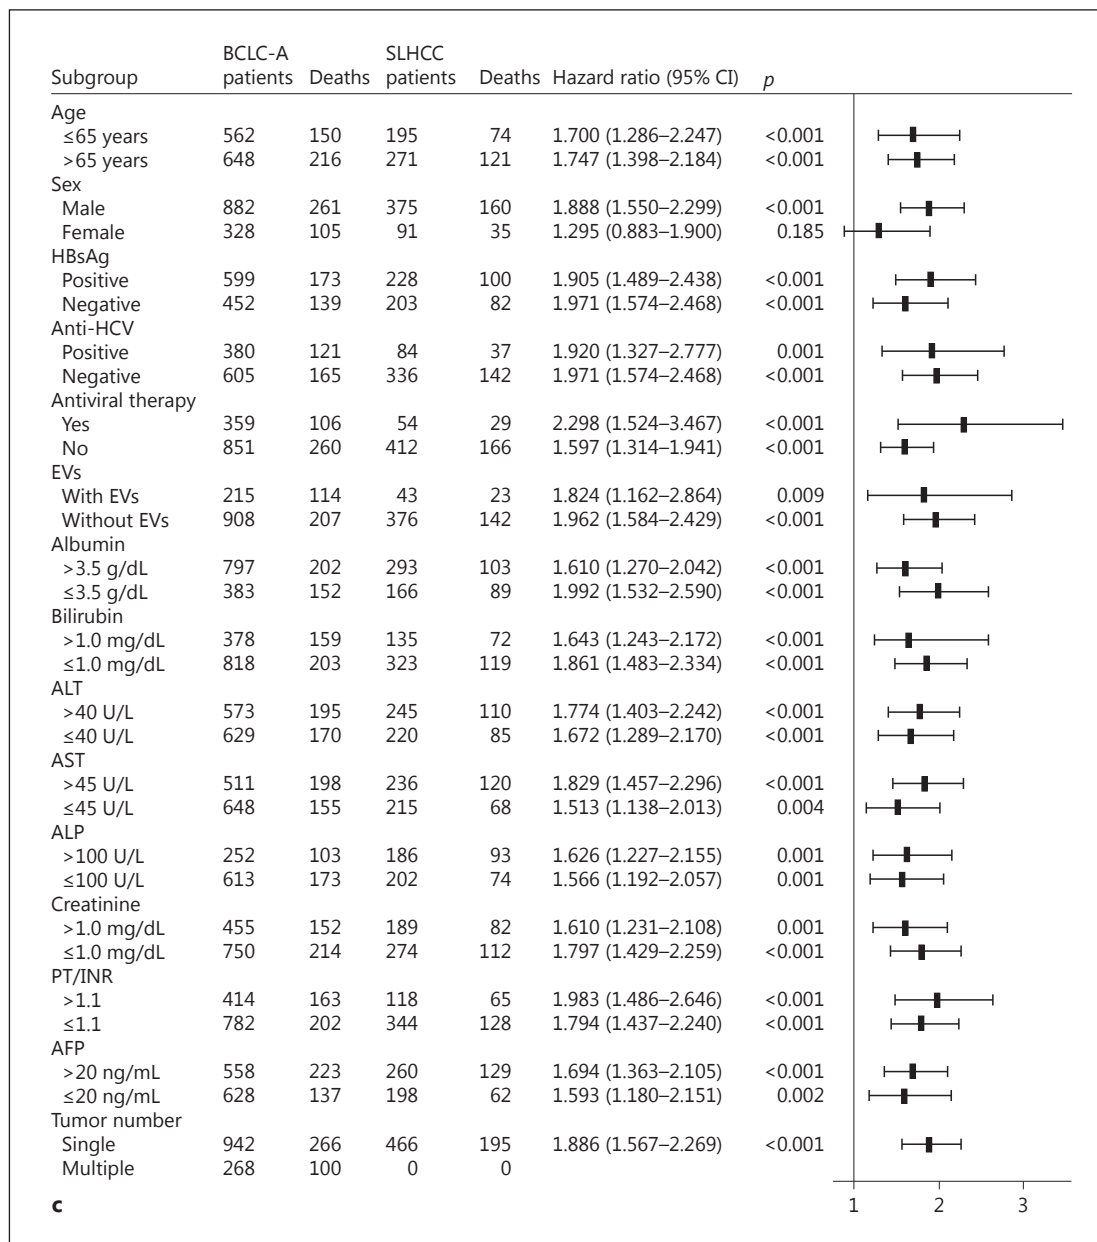 BCLC-A SLHCC
Subgroup patients Deaths patients Deaths Hazard ratio (95% CI) p
Age
≤65 years 562 150 195 74 1.700 (1.286–2.247) <0.001
>65 years 648 216 271 121 1.747 (1.398–2.184) <0.001
Sex
Male 882 261 375 160 1.888 (1.550–2.299) <0.001
Female 328 105 91 35 1.295 (0.883–1.900) 0.185
HBsAg
Positive 599 173 228 100 1.905 (1.489–2.438) <0.001
Negative 452 139 203 82 1.971 (1.574–2.468) <0.001
Anti-HCV
Positive 380 121 84 37 1.920 (1.327–2.777) 0.001
Negative 605 165 336 142 1.971 (1.574–2.468) <0.001
Antiviral therapy
Yes 359 106 54 29 2.298 (1.524–3.467) <0.001
No 851 260 412 166 1.597 (1.314–1.941) <0.001
EVs
With EVs 215 114 43 23 1.824 (1.162–2.864) 0.009
Without EVs 908 207 376 142 1.962 (1.584–2.429) <0.001
Albumin
>3.5 g/dL 797 202 293 103 1.610 (1.270–2.042) <0.001
≤3.5 g/dL 383 152 166 89 1.992 (1.532–2.590) <0.001
Bilirubin
>1.0 mg/dL 378 159 135 72 1.643 (1.243–2.172) <0.001
≤1.0 mg/dL 818 203 323 119 1.861 (1.483–2.334) <0.001
ALT
>40 U/L 573 195 245 110 1.774 (1.403–2.242) <0.001
≤40 U/L 629 170 220 85 1.672 (1.289–2.170) <0.001
AST
>45 U/L 511 198 236 120 1.829 (1.457–2.296) <0.001
≤45 U/L 648 155 215 68 1.513 (1.138–2.013) 0.004
ALP
>100 U/L 252 103 186 93 1.626 (1.227–2.155) 0.001
≤100 U/L 613 173 202 74 1.566 (1.192–2.057) 0.001
Creatinine
>1.0 mg/dL 455 152 189 82 1.610 (1.231–2.108) 0.001
≤1.0 mg/dL 750 214 274 112 1.797 (1.429–2.259) <0.001
PT/INR
>1.1 414 163 118 65 1.983 (1.486–2.646) <0.001
≤1.1 782 202 344 128 1.794 (1.437–2.240) <0.001
AFP
>20 ng/mL 558 223 260 129 1.694 (1.363–2.105) <0.001
≤20 ng/mL 628 137 198 62 1.593 (1.180–2.151) 0.002
Tumor number
Single 942 266 466 195 1.886 (1.567–2.269) <0.001
Multiple 268 100 0 0
c 1 2 3